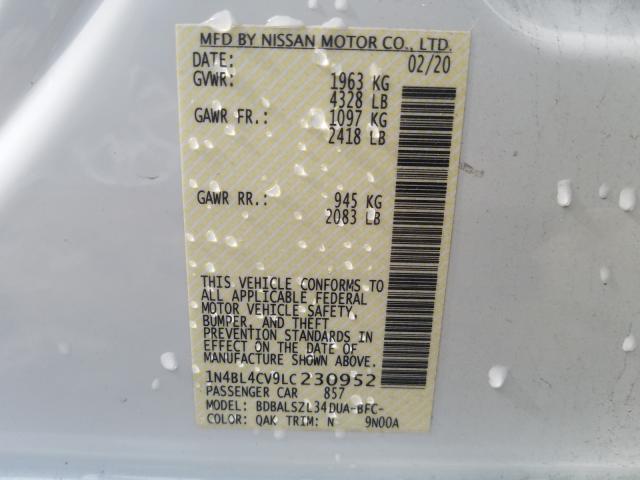 MFD BY NISSAN MOTOR CO., LTD.
DATE: 02/20
GVWR: 1963 KG
4328 LB
GAWR FR.: 1097 KG
2418 LB
GAWR RR.: 945 KG
2083 LB
THIS VEHICLE CONFORMS TO
ALL APPLICABLE FEDERAL
MOTOR VEHICLE SAFETY,
BUMPER, AND THEFT
PREVENTION STANDARDS IN
EFFECT ON THE DATE OF
MANUFACTURE SHOWN ABOVE.
1N4BL4CV9LC230952
PASSENGER CAR 857
MODEL: BDBALSZL34DUA-BFC-
COLOR: QAK TRIM: N 9N00A